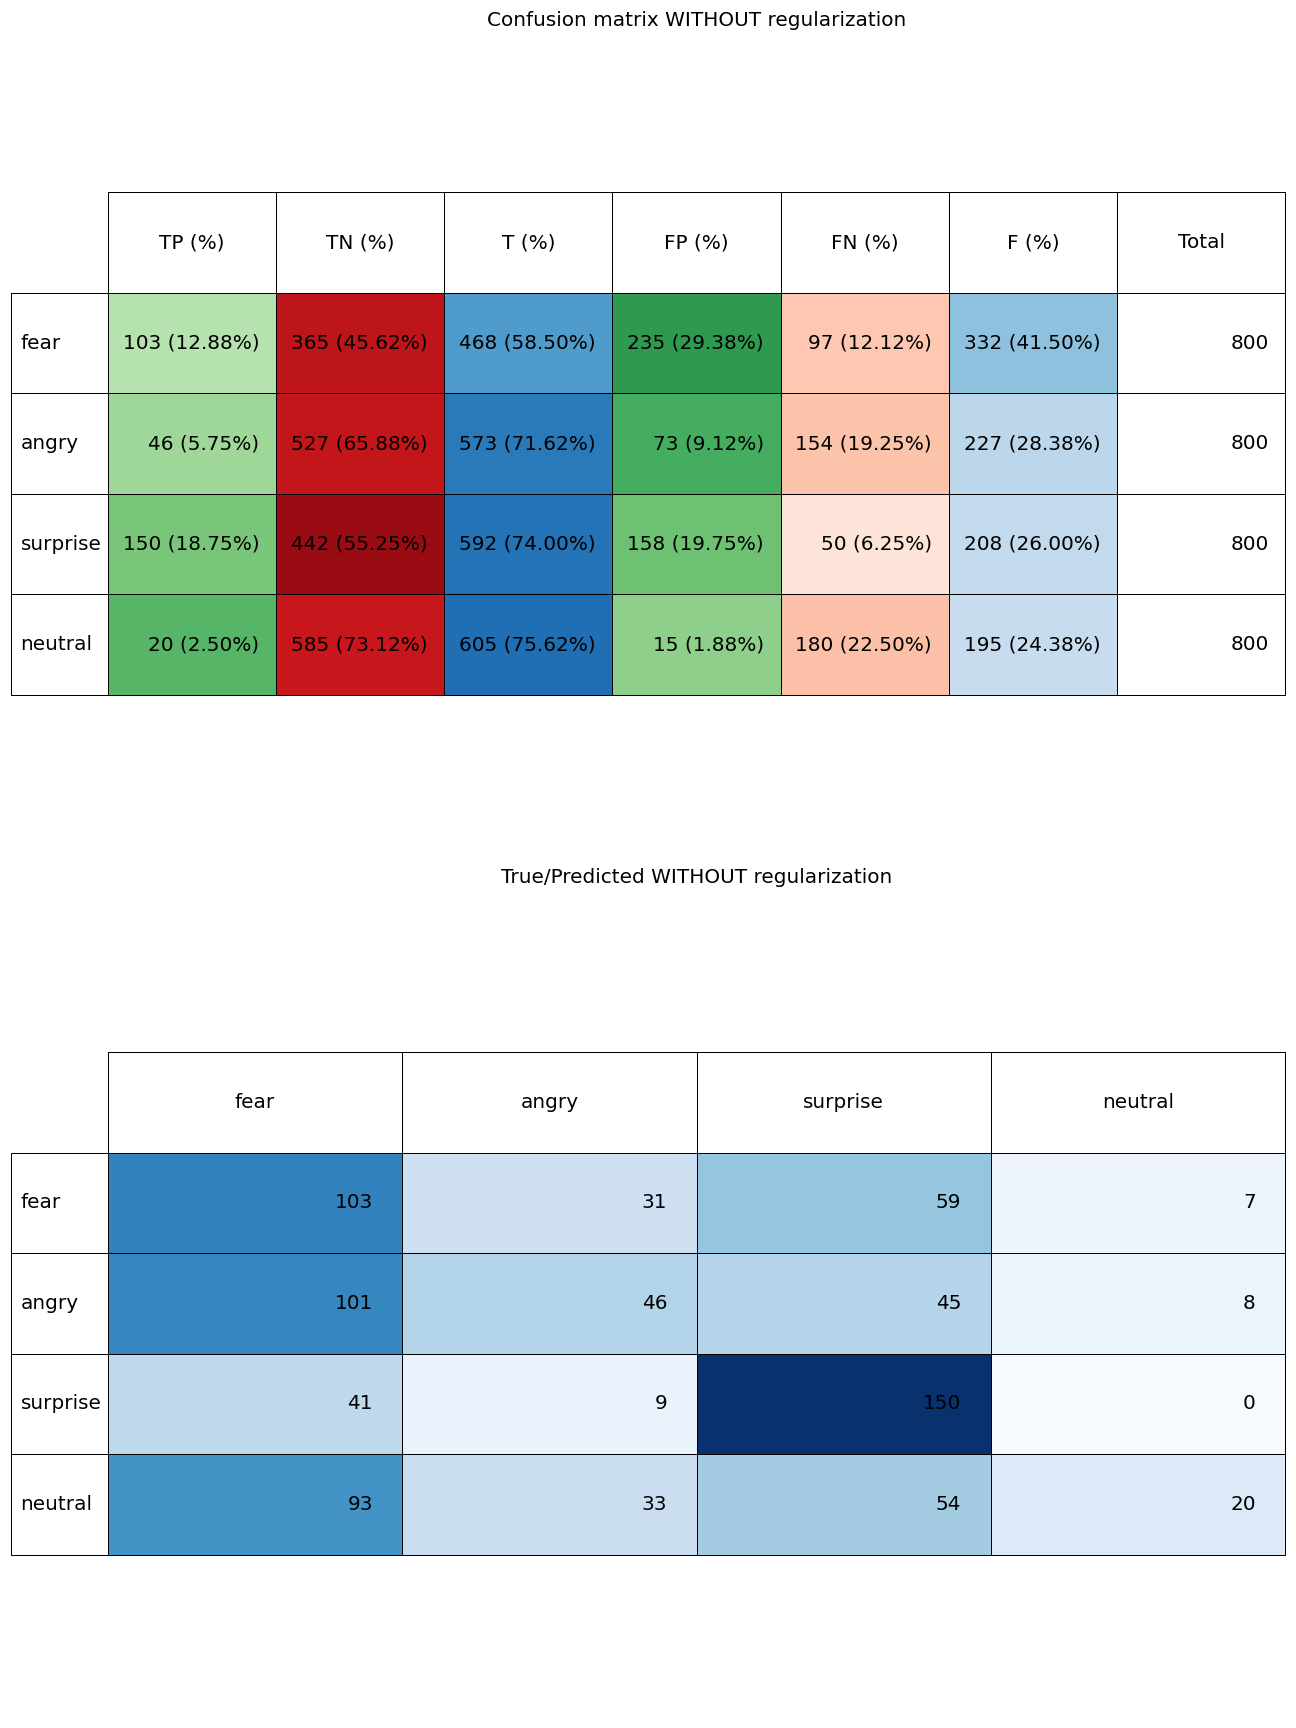 Confusion matrix WITHOUT regularization
TP (%) TN (%) T (%) FP (%) FN (%) F (%) Total
fear 103 (12.88%) 365 (45.62%) 468 (58.50%) 235 (29.38%) 97 (12.12%) 332 (41.50%) 800
angry 46 (5.75%) 527 (65.88%) 573 (71.62%) 73 (9.12%) 154 (19.25%) 227 (28.38%) 800
surprise 150 (18.75%) 442 (55.25%) 592 (74.00%) 158 (19.75%) 50 (6.25%) 208 (26.00%) 800
neutral 20 (2.50%) 585 (73.12%) 605 (75.62%) 15 (1.88%) 180 (22.50%) 195 (24.38%) 800
True/Predicted WITHOUT regularization
fear angry surprise neutral
fear 103 31 59 7
angry 101 46 45 8
surprise 41 9 150 0
neutral 93 33 54 20